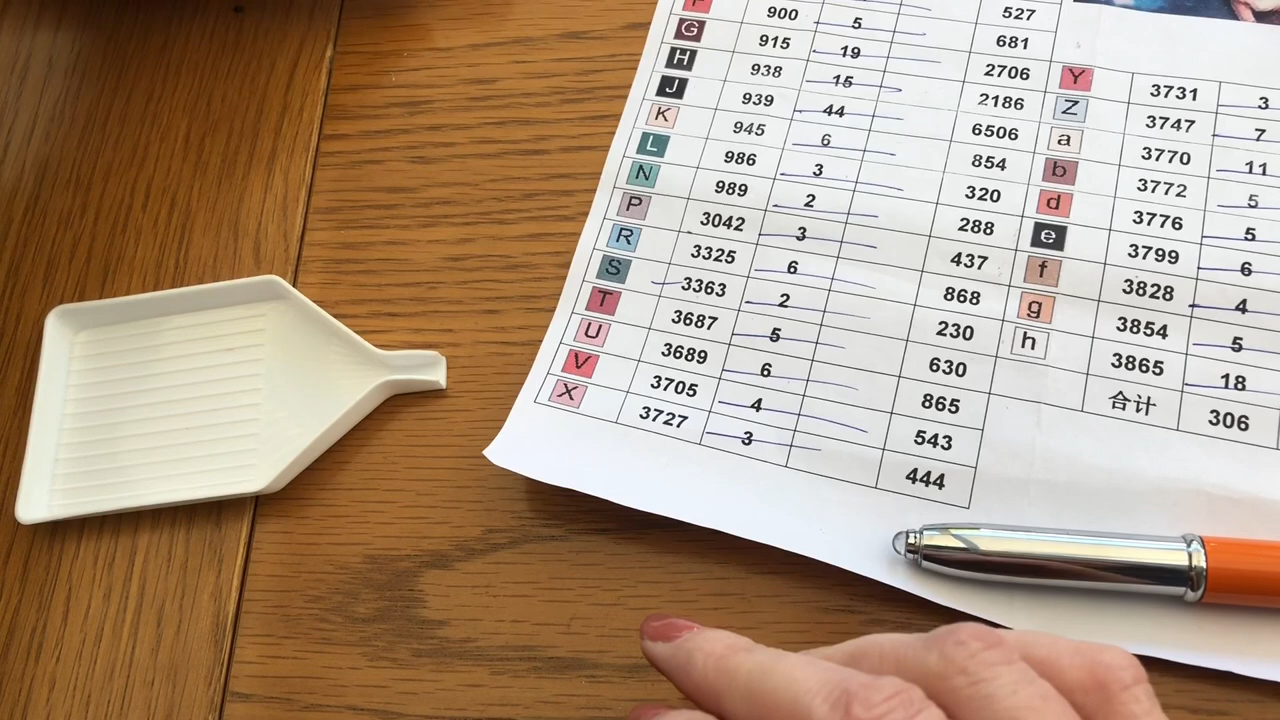 527
F 900 5 681
G 915 19 2706
H 938 15 2186
J 939 44 6506
K 945 6 854
L 986 3 320
N 989 2 288
P 3042 3 437
R 3325 6 868
S 3363 2 230
T 3687 5 630
U 3689 6 865
V 3705 4 543
X 3727 3 444
Y 3731 3
Z 3747 7
a 3770 11
b 3772 5
d 3776 5
e 3799 6
f 3828 4
g 3854 5
h 3865 18
合计 306